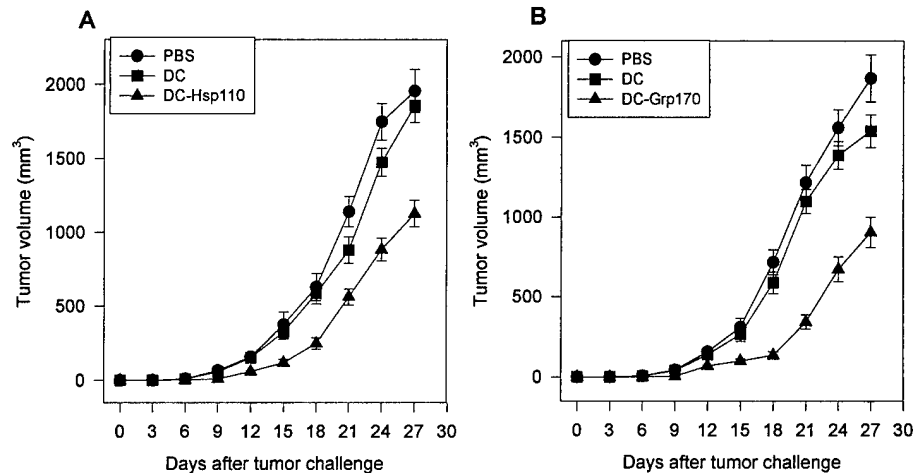 A
PBS
DC
DC-Hsp110
2000
1500
1000
500
0
Tumor volume (mm³)
0 3 6 9 12 15 18 21 24 27 30
Days after tumor challenge
B
PBS
DC
DC-Grp170
2000
1500
1000
500
0
Tumor volume (mm³)
0 3 6 9 12 15 18 21 24 27 30
Days after tumor challenge